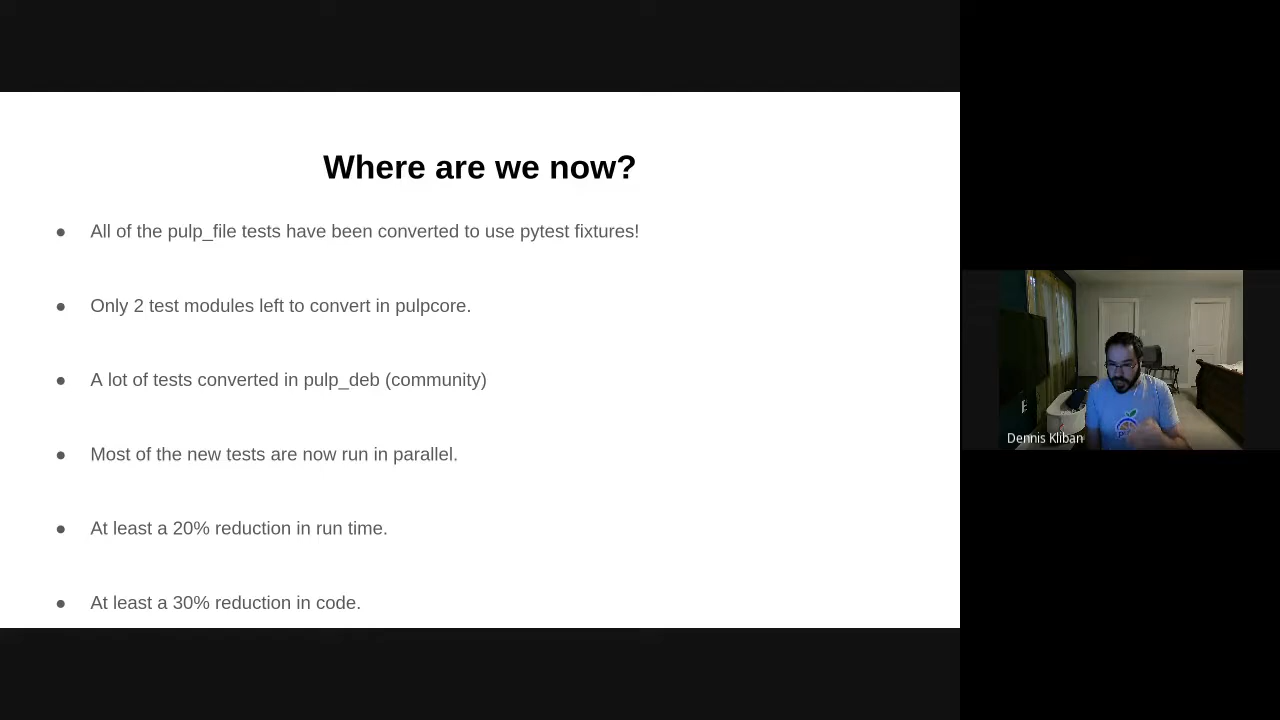 Where are we now?
● All of the pulp_file tests have been converted to use pytest fixtures!
● Only 2 test modules left to convert in pulpcore.
● A lot of tests converted in pulp_deb (community)
● Most of the new tests are now run in parallel.
● At least a 20% reduction in run time.
● At least a 30% reduction in code.
Dennis Kliban